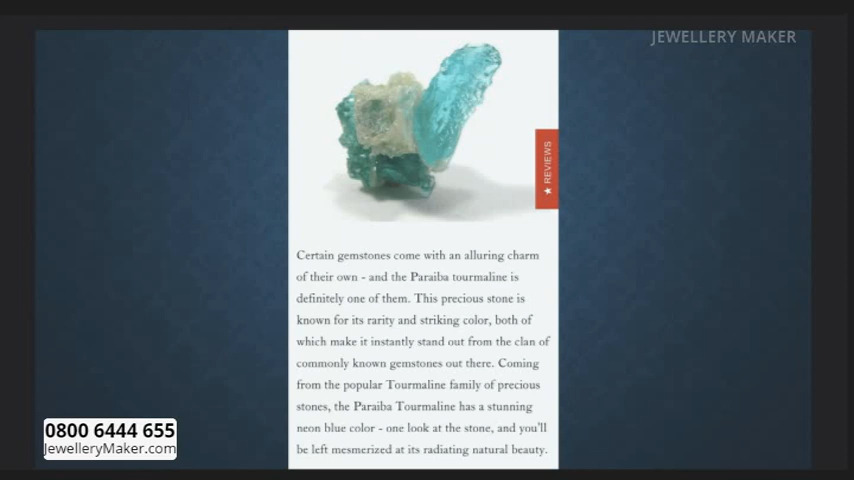 JEWELLERY MAKER
★ REVIEWS
Certain gemstones come with an alluring charm
of their own - and the Paraiba tourmaline is
definitely one of them. This precious stone is
known for its rarity and striking color, both of
which make it instantly stand out from the clan of
commonly known gemstones out there. Coming
from the popular Tourmaline family of precious
stones, the Paraiba Tourmaline has a stunning
neon blue color - one look at the stone, and you'll
be left mesmerized at its radiating natural beauty.
0800 6444 655
JewelleryMaker.com